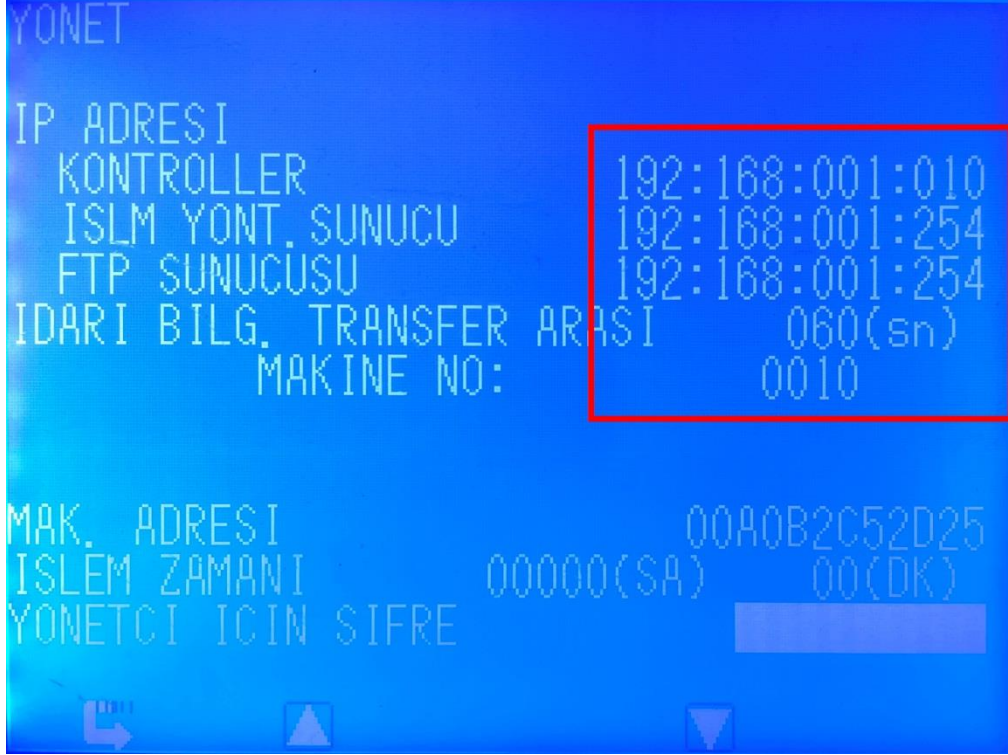 YONET
IP ADRESI
KONTROLLER 192:168:001:010
ISLM YONT. SUNUCU 192:168:001:254
FTP SUNUCUSU 192:168:001:254
IDARI BILG. TRANSFER ARASI 060(sn)
MAKINE NO: 0010
MAK. ADRESI 00A0B2C52D25
ISLEM ZAMANI 00000(SA) 00(DK)
YONETCI ICIN SIFRE